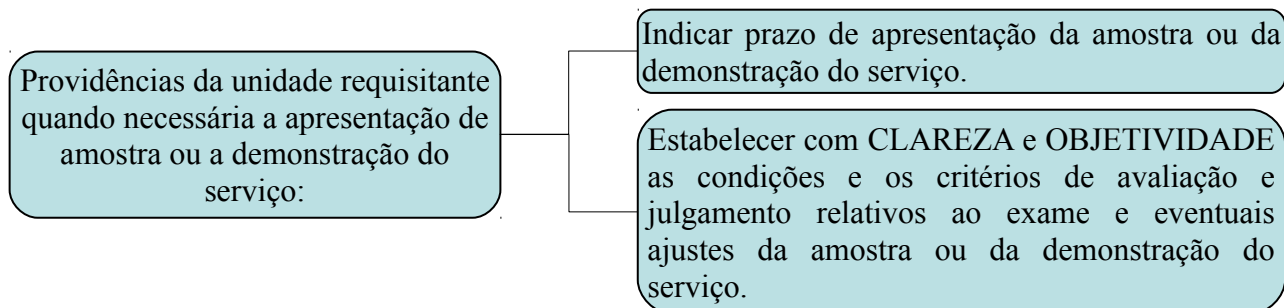 Providências da unidade requisitante
quando necessária a apresentação de
amostra ou a demonstração do
serviço:
Indicar prazo de apresentação da amostra ou da
demonstração do serviço.
Estabelecer com CLAREZA e OBJETIVIDADE
as condições e os critérios de avaliação e
julgamento relativos ao exame e eventuais
ajustes da amostra ou da demonstração do
serviço.